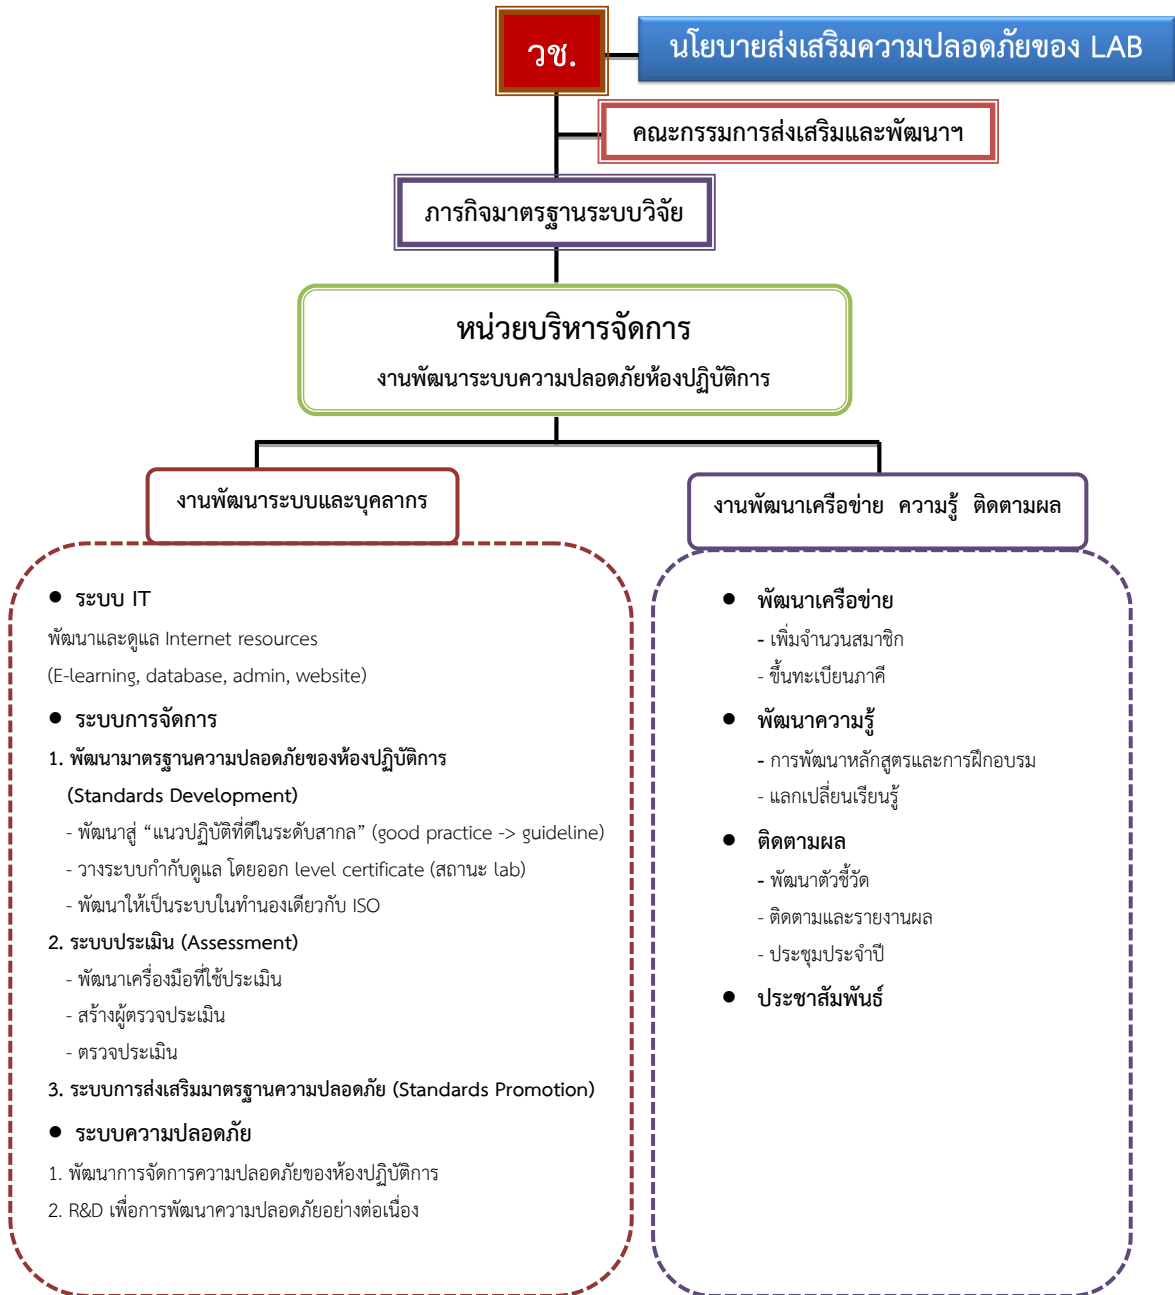 วช.
นโยบายส่งเสริมความปลอดภัยของ LAB
คณะกรรมการส่งเสริมและพัฒนาฯ
ภารกิจมาตรฐานระบบวิจัย
หน่วยบริหารจัดการ
งานพัฒนาระบบความปลอดภัยห้องปฏิบัติการ
งานพัฒนาระบบและบุคลากร
● ระบบ IT
พัฒนาและดูแล Internet resources
(E-learning, database, admin, website)
● ระบบการจัดการ
1. พัฒนามาตรฐานความปลอดภัยของห้องปฏิบัติการ
(Standards Development)
- พัฒนาสู่ “แนวปฏิบัติที่ดีในระดับสากล” (good practice -> guideline)
- วางระบบกำกับดูแล โดยออก level certificate (สถานะ lab)
- พัฒนาให้เป็นระบบในทำนองเดียวกับ ISO
2. ระบบประเมิน (Assessment)
- พัฒนาเครื่องมือที่ใช้ประเมิน
- สร้างผู้ตรวจประเมิน
- ตรวจประเมิน
3. ระบบการส่งเสริมมาตรฐานความปลอดภัย (Standards Promotion)
● ระบบความปลอดภัย
1. พัฒนาการจัดการความปลอดภัยของห้องปฏิบัติการ
2. R&D เพื่อการพัฒนาความปลอดภัยอย่างต่อเนื่อง
งานพัฒนาเครือข่าย ความรู้ ติดตามผล
● พัฒนาเครือข่าย
- เพิ่มจำนวนสมาชิก
- ขึ้นทะเบียนภาคี
● พัฒนาความรู้
- การพัฒนาหลักสูตรและการฝึกอบรม
- แลกเปลี่ยนเรียนรู้
● ติดตามผล
- พัฒนาตัวชี้วัด
- ติดตามและรายงานผล
- ประชุมประจำปี
● ประชาสัมพันธ์